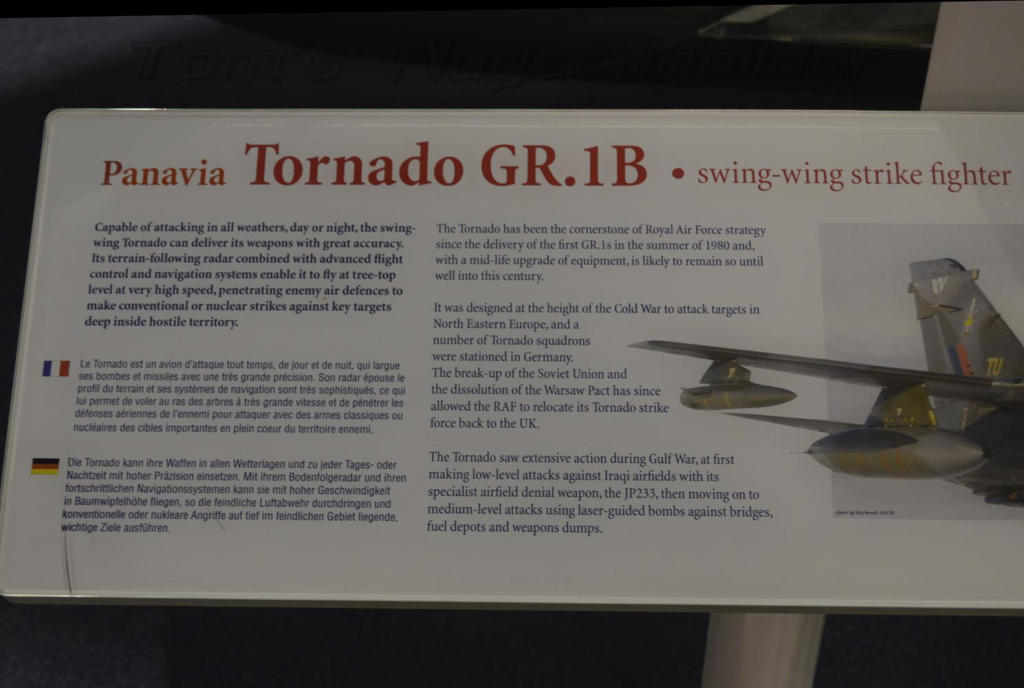 Tom's Flugzeugbilder
Panavia Tornado GR.1B • swing-wing strike fighter
Capable of attacking in all weathers, day or night, the swing-
wing Tornado can deliver its weapons with great accuracy.
Its terrain-following radar combined with advanced flight
control and navigation systems enable it to fly at tree-top
level at very high speed, penetrating enemy air defences to
make conventional or nuclear strikes against key targets
deep inside hostile territory.
Le Tornado est un avion d'attaque tout temps, de jour et de nuit, qui largue
ses bombes et missiles avec une très grande précision. Son radar épouse le
profil du terrain et ses systèmes de navigation sont très sophistiqués, ce qui
lui permet de voler au ras des arbres à très grande vitesse et de pénétrer les
défenses aériennes de l'ennemi pour attaquer avec des armes classiques ou
nucléaires des cibles importantes en plein coeur du territoire ennemi.
Die Tornado kann ihre Waffen in allen Wetterlagen und zu jeder Tages- oder
Nachtzeit mit hoher Präzision einsetzen. Mit ihrem Bodenfolgeradar und ihren
fortschrittlichen Navigationssystemen kann sie mit hoher Geschwindigkeit
in Baumwipfelhöhe fliegen, so die feindliche Luftabwehr durchdringen und
konventionelle oder nukleare Angriffe auf tief im feindlichen Gebiet liegende,
wichtige Ziele ausführen.
The Tornado has been the cornerstone of Royal Air Force strategy
since the delivery of the first GR.1s in the summer of 1980 and,
with a mid-life upgrade of equipment, is likely to remain so until
well into this century.
It was designed at the height of the Cold War to attack targets in
North Eastern Europe, and a
number of Tornado squadrons
were stationed in Germany.
The break-up of the Soviet Union and
the dissolution of the Warsaw Pact has since
allowed the RAF to relocate its Tornado strike
force back to the UK.
The Tornado saw extensive action during Gulf War, at first
making low-level attacks against Iraqi airfields with its
specialist airfield denial weapon, the JP233, then moving on to
medium-level attacks using laser-guided bombs against bridges,
fuel depots and weapons dumps.
TU